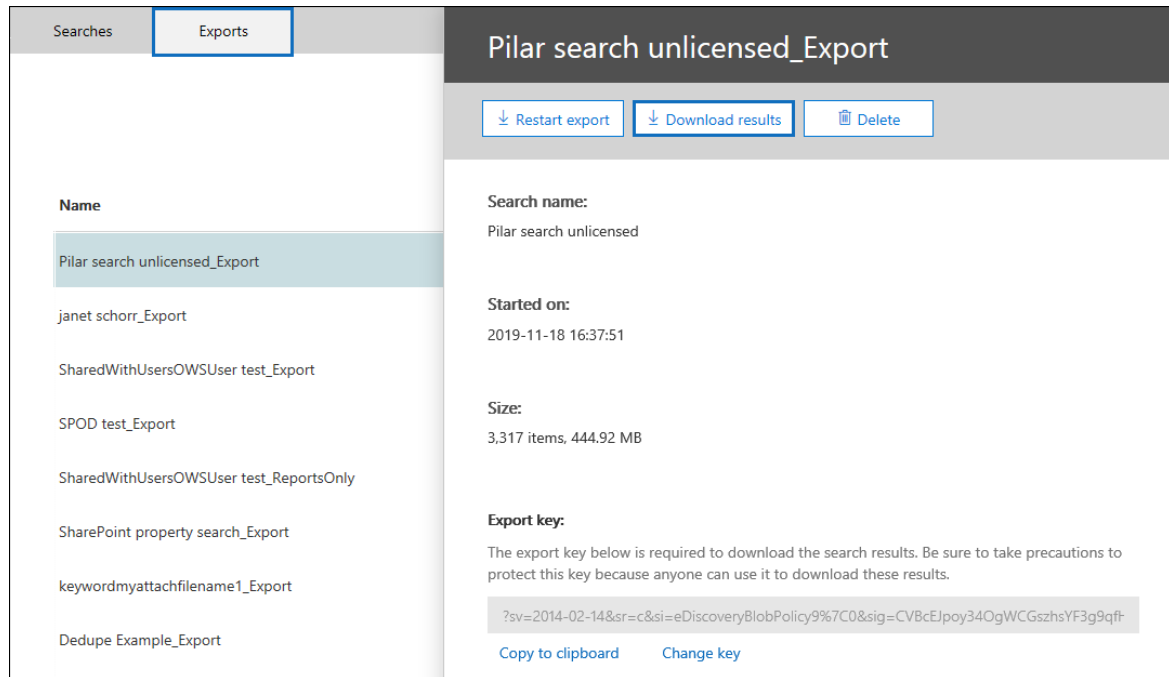 Searches
Exports
Name
Pilar search unlicensed_Export
janet schorr_Export
SharedWithUsersOWSUser test_Export
SPOD test_Export
SharedWithUsersOWSUser test_ReportsOnly
SharePoint property search_Export
keywordmyattachfilename1_Export
Dedupe Example_Export
Pilar search unlicensed_Export
Restart export
Download results
Delete
Search name:
Pilar search unlicensed
Started on:
2019-11-18 16:37:51
Size:
3,317 items, 444.92 MB
Export key:
The export key below is required to download the search results. Be sure to take precautions to
protect this key because anyone can use it to download these results.
?sv=2014-02-14&sr=c&si=eDiscoveryBlobPolicy9%7C0&sig=CVBcEJpoy34OgWCGszhsYF3g9qfH
Copy to clipboard
Change key